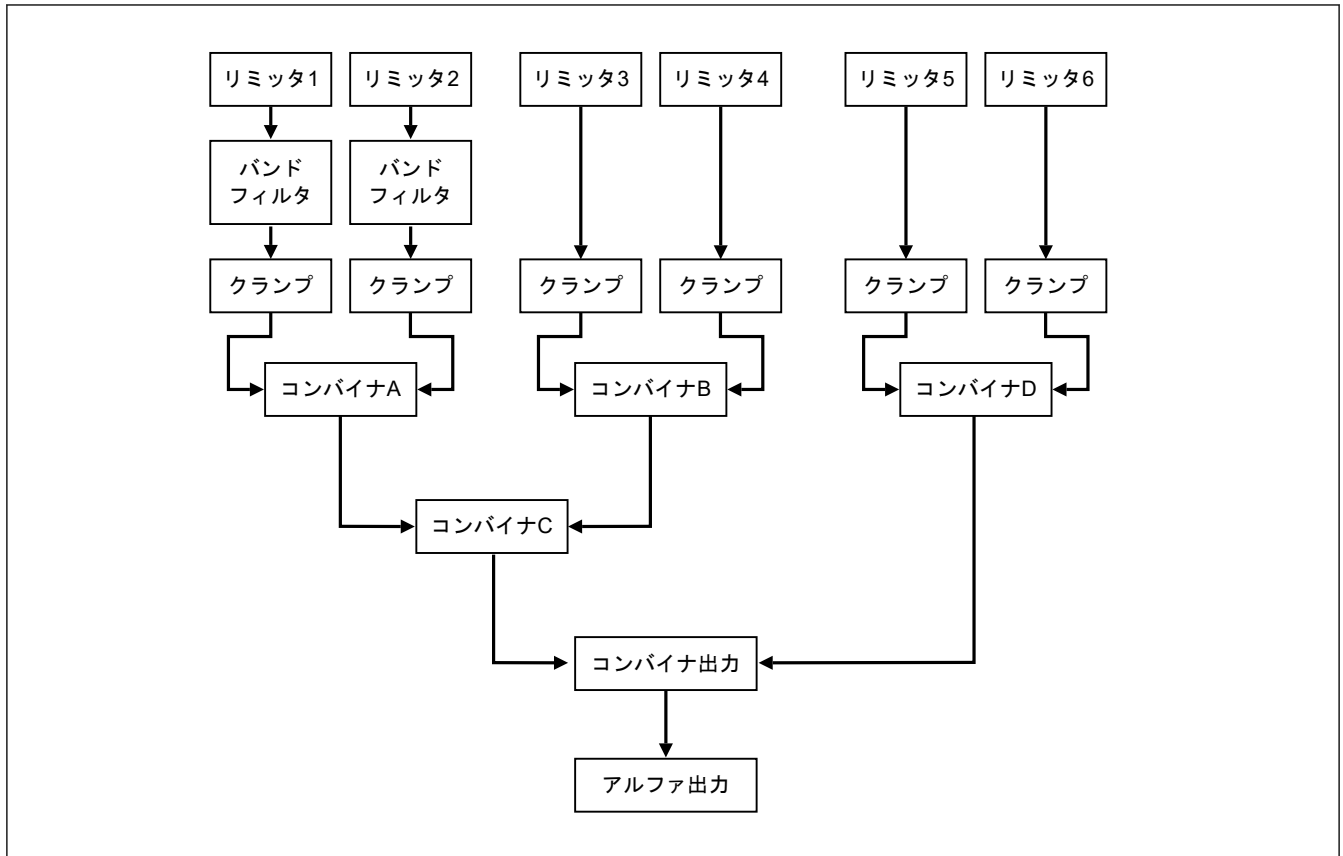 リミッタ1
リミッタ2
リミッタ3
リミッタ4
リミッタ5
リミッタ6
バンド
フィルタ
バンド
フィルタ
クランプ
クランプ
クランプ
クランプ
クランプ
クランプ
コンバイナA
コンバイナB
コンバイナD
コンバイナC
コンバイナ出力
アルファ出力